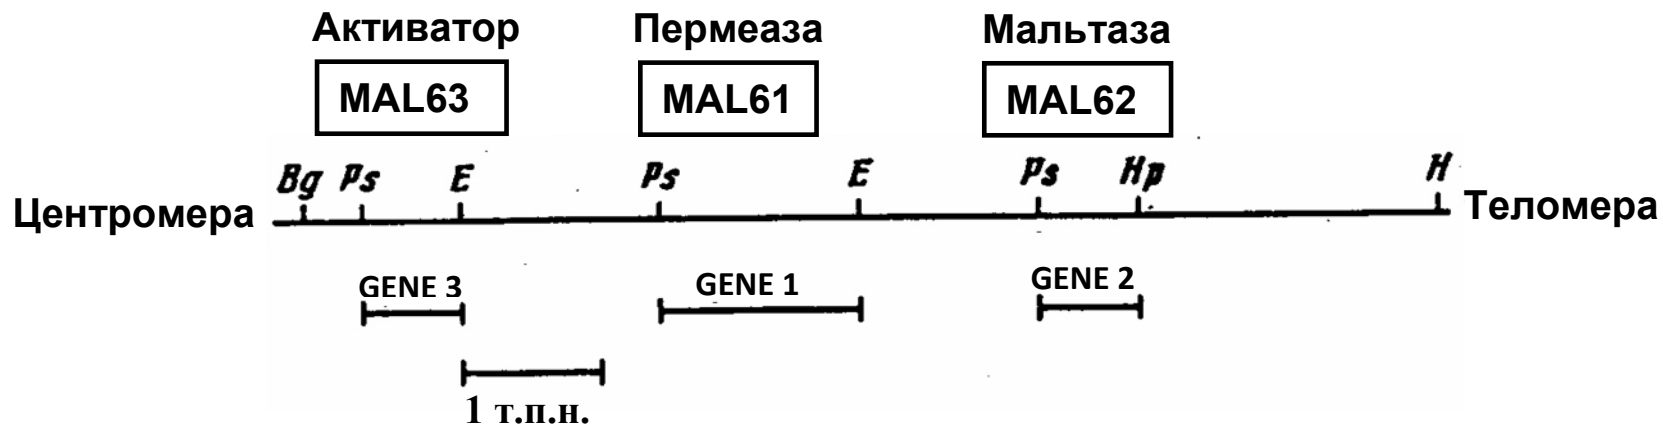 Активатор Пермеаза Мальтаза
MAL63 MAL61 MAL62
Bg Ps E Ps E Ps Hp H
Центромера Теломера
GENE 3 GENE 1 GENE 2
1 т.п.н.